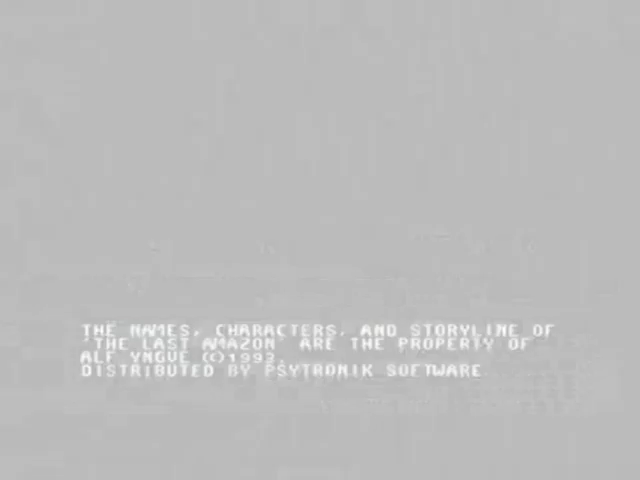 THE NAMES, CHARACTERS, AND STORYLINE OF
'THE LAST AMAZON' ARE THE PROPERTY OF
ALF YNGVE (C)1992.
DISTRIBUTED BY PSYTRONIK SOFTWARE